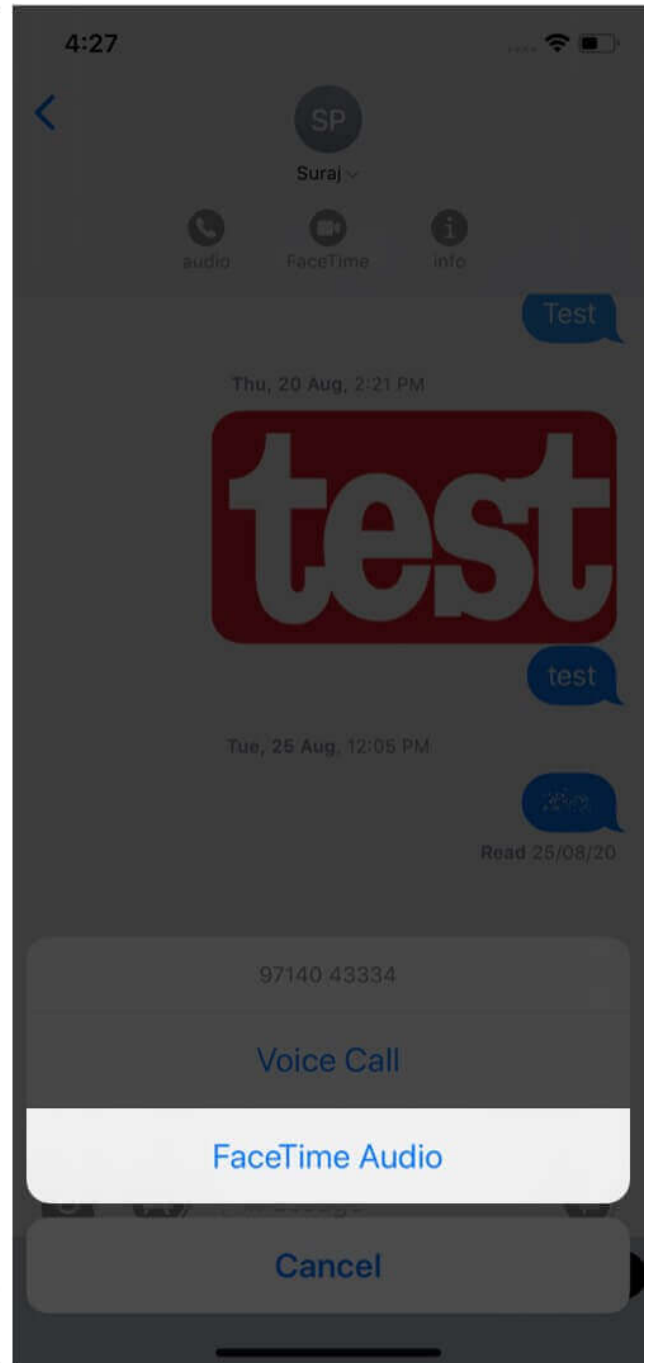 4:27
SP
Suraj
audio FaceTime info
Test
Thu, 20 Aug, 2:21 PM
test
test
Tue, 25 Aug, 12:05 PM
Read 25/08/20
97140 43334
Voice Call
FaceTime Audio
Cancel